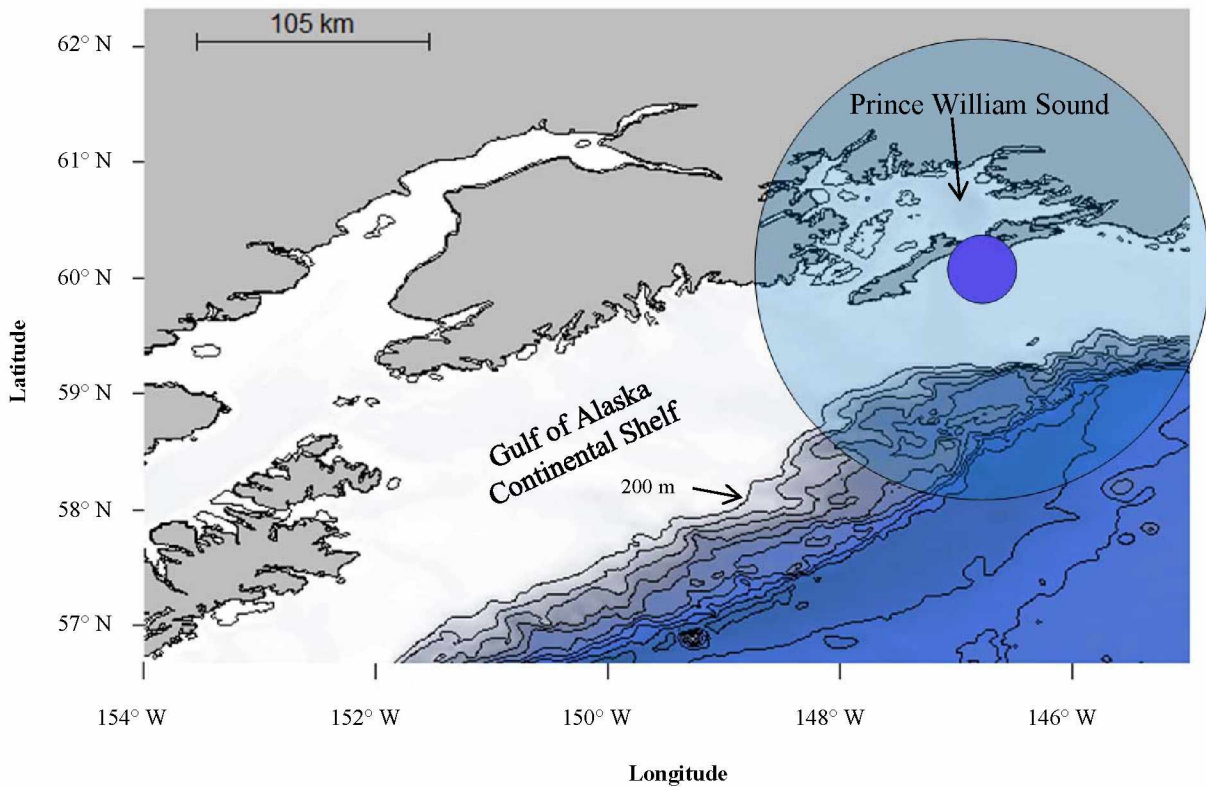 105 km
62° N
61° N
60° N
59° N
58° N
57° N
Latitude
Prince William Sound
Gulf of Alaska
Continental Shelf
200 m
154° W
152° W
150° W
148° W
146° W
Longitude